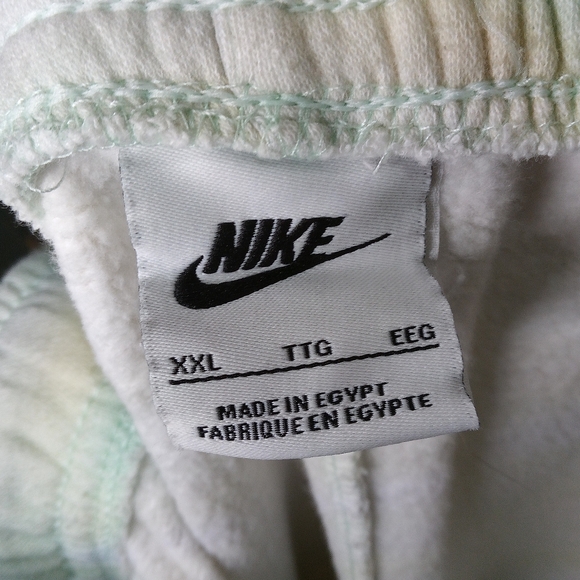 NIKE
XXL TTG EEG
MADE IN EGYPT
FABRIQUE EN EGYPTE